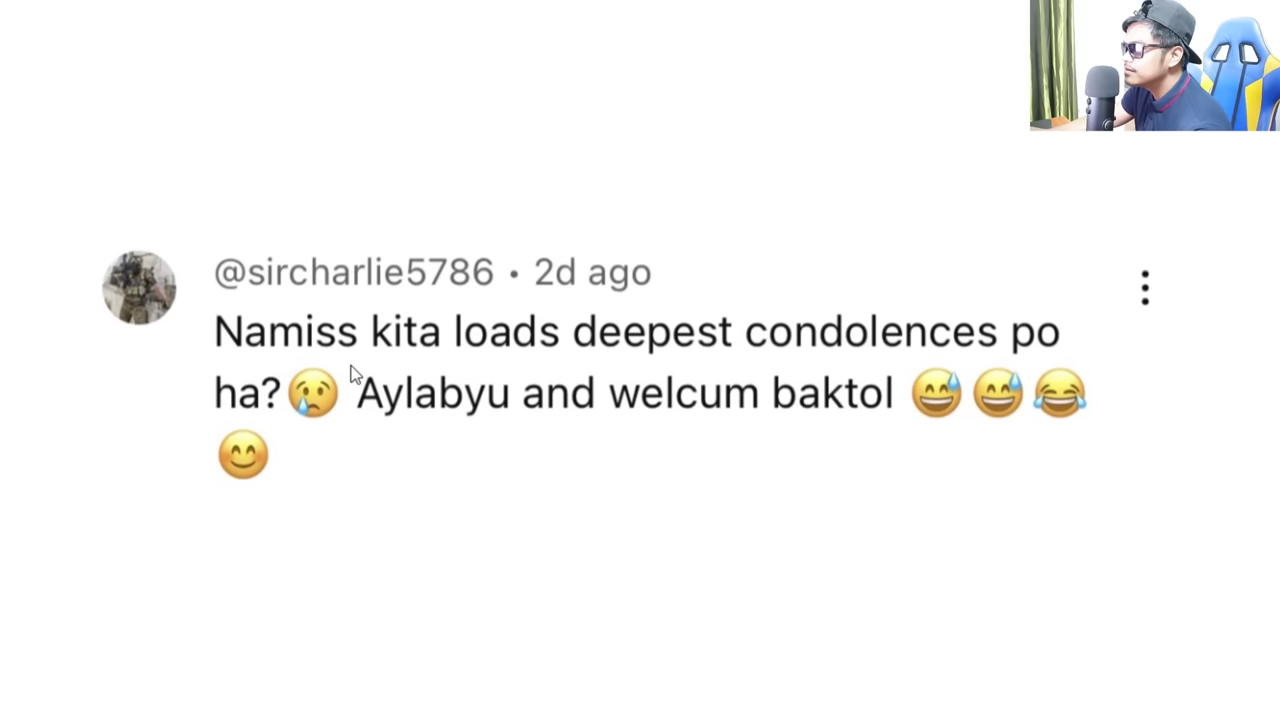 @sircharlie5786 • 2d ago
Namiss kita loads deepest condolences po
ha?😢 Aylabyu and welcum baktol 😅😅😂
😊